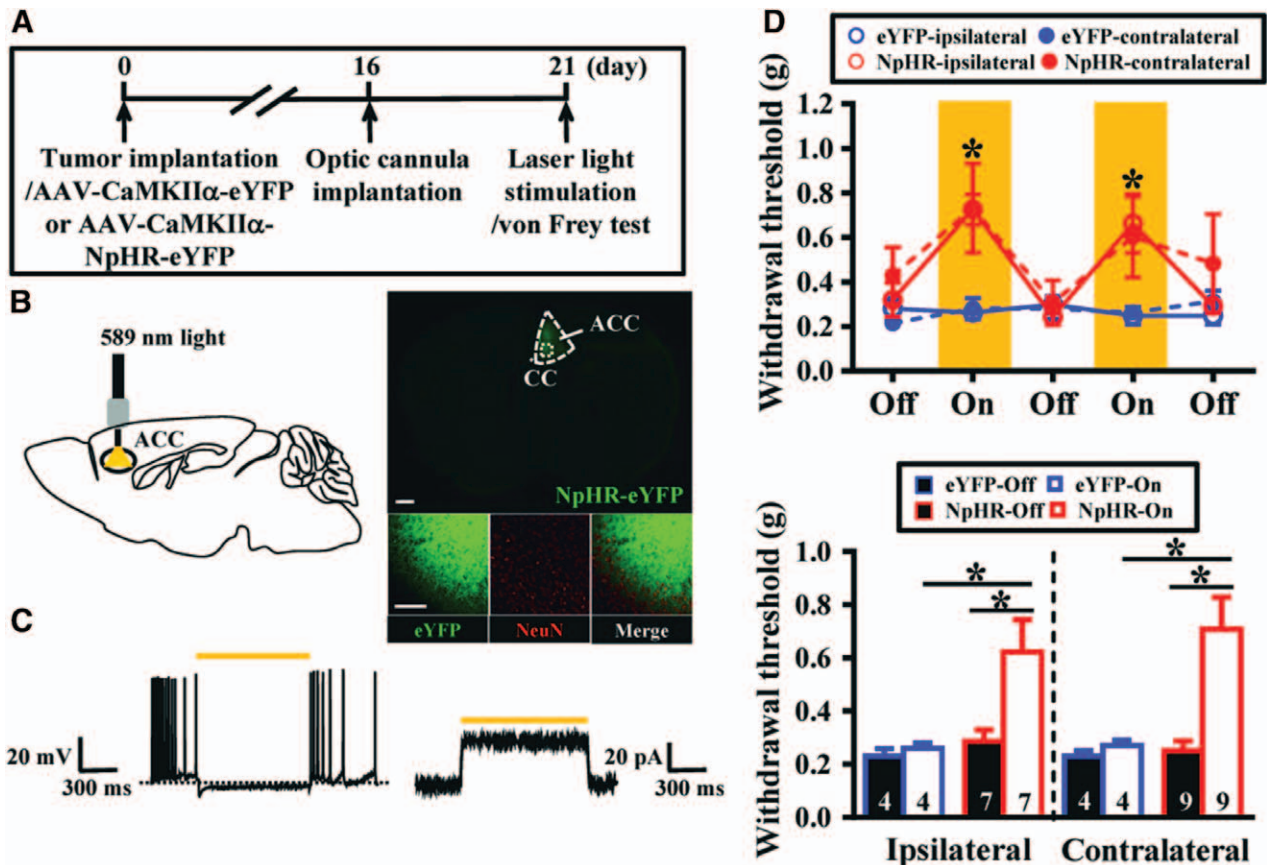 A
0 16 21 (day)
Tumor implantation
/AAV-CaMKIIα-eYFP
or AAV-CaMKIIα-
NpHR-eYFP
Optic cannula
implantation
Laser light
stimulation
/von Frey test
B
589 nm light
ACC
ACC
CC
NpHR-eYFP
eYFP NeuN Merge
C
20 mV
300 ms
20 pA
300 ms
D
eYFP-ipsilateral eYFP-contralateral
NpHR-ipsilateral NpHR-contralateral
Withdrawal threshold (g)
1.2
1.0
0.8
0.6
0.4
0.2
0.0
* *
Off On Off On Off
eYFP-Off eYFP-On
NpHR-Off NpHR-On
Withdrawal threshold (g)
1.0
0.8
0.6
0.4
0.2
0.0
* *
* *
4 4 7 7 4 4 9 9
Ipsilateral Contralateral